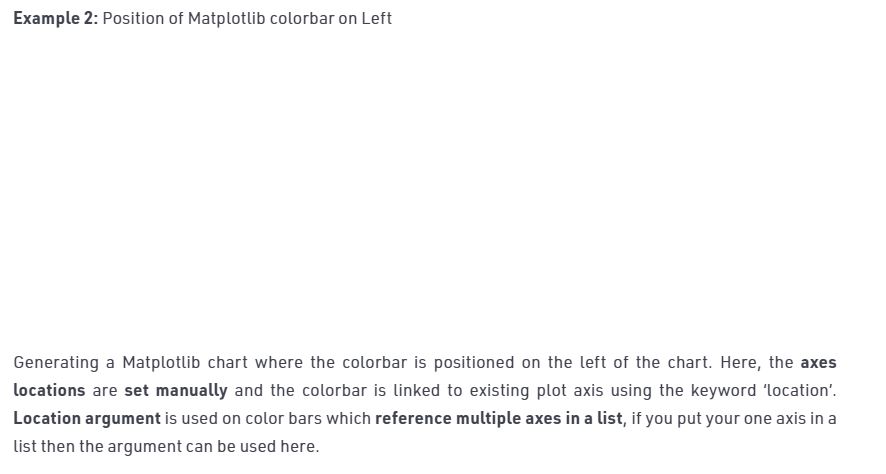 Example 2: Position of Matplotlib colorbar on Left
Generating a Matplotlib chart where the colorbar is positioned on the left of the chart. Here, the axes
locations are set manually and the colorbar is linked to existing plot axis using the keyword ‘location’.
Location argument is used on color bars which reference multiple axes in a list, if you put your one axis in a
list then the argument can be used here.